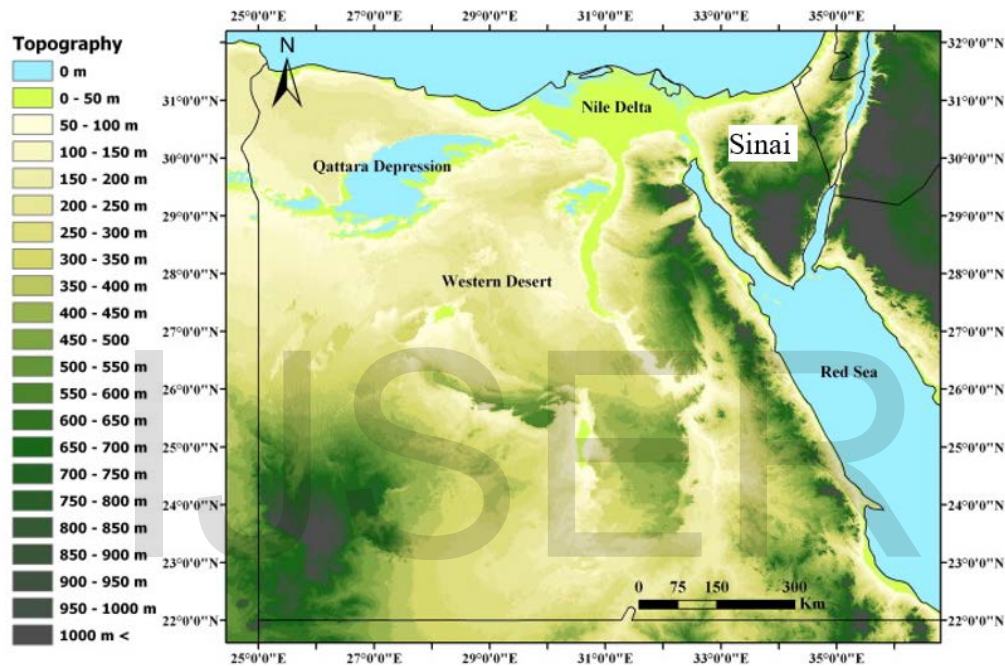 25°0'0"E 27°0'0"E 29°0'0"E 31°0'0"E 33°0'0"E 35°0'0"E
Topography
0 m
0 - 50 m
50 - 100 m
100 - 150 m
150 - 200 m
200 - 250 m
250 - 300 m
300 - 350 m
350 - 400 m
400 - 450 m
450 - 500
500 - 550 m
550 - 600 m
600 - 650 m
650 - 700 m
700 - 750 m
750 - 800 m
800 - 850 m
850 - 900 m
900 - 950 m
950 - 1000 m
1000 m <
N
31°0'0"N
30°0'0"N
29°0'0"N
28°0'0"N
27°0'0"N
26°0'0"N
25°0'0"N
24°0'0"N
23°0'0"N
22°0'0"N
Nile Delta
Sinai
Qattara Depression
Western Desert
Red Sea
IJSER
0 75 150 300
Km
32°0'0"N
31°0'0"N
30°0'0"N
29°0'0"N
28°0'0"N
27°0'0"N
26°0'0"N
25°0'0"N
24°0'0"N
23°0'0"N
22°0'0"N
25°0'0"E 27°0'0"E 29°0'0"E 31°0'0"E 33°0'0"E 35°0'0"E